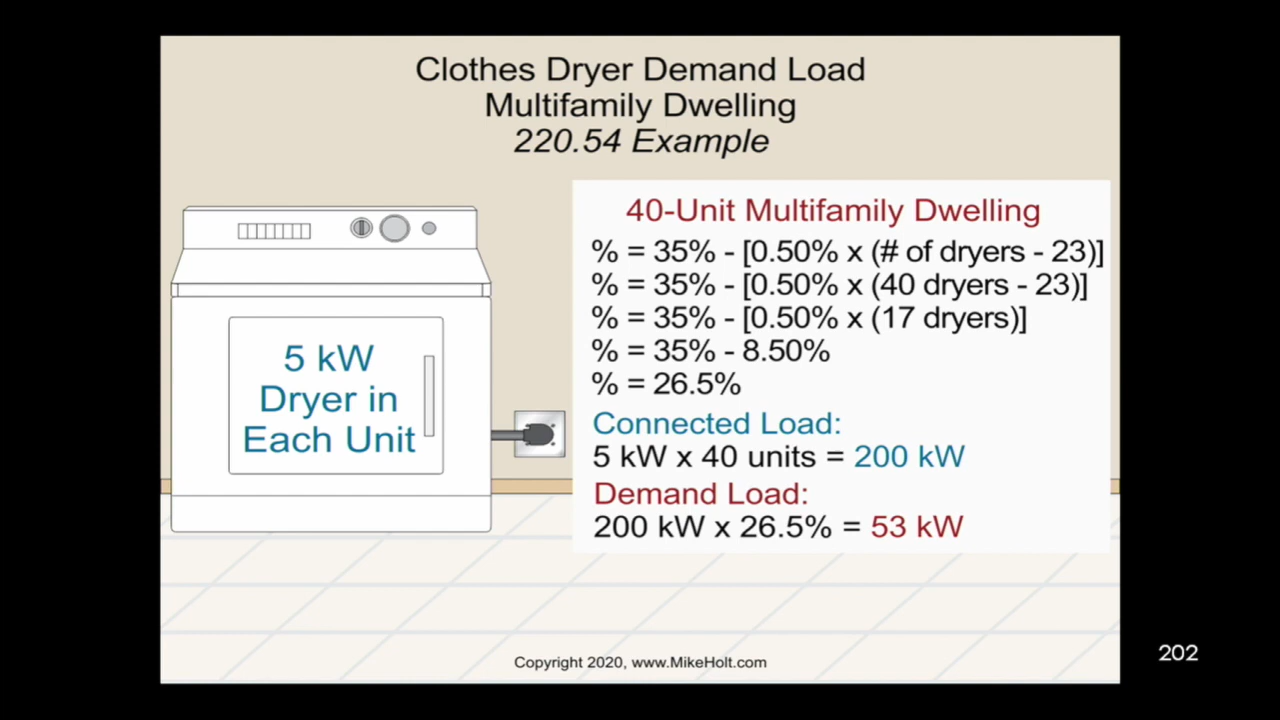 Clothes Dryer Demand Load
Multifamily Dwelling
220.54 Example
5 kW
Dryer in
Each Unit
40-Unit Multifamily Dwelling
% = 35% - [0.50% x (# of dryers - 23)]
% = 35% - [0.50% x (40 dryers - 23)]
% = 35% - [0.50% x (17 dryers)]
% = 35% - 8.50%
% = 26.5%
Connected Load:
5 kW x 40 units = 200 kW
Demand Load:
200 kW x 26.5% = 53 kW
Copyright 2020, www.MikeHolt.com
202